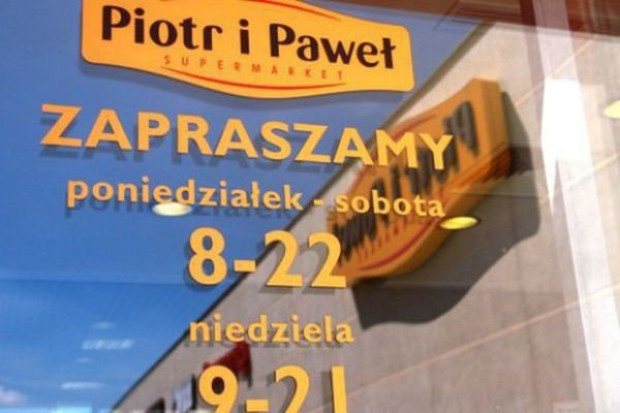 Piotr i Paweł
SUPERMARKET
ZAPRASZAMY
poniedziałek - sobota
8-22
niedziela
9-21